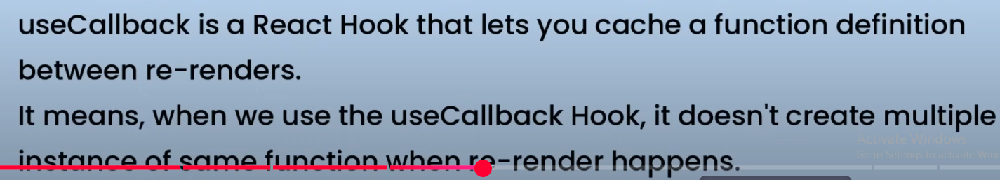 useCallback is a React Hook that lets you cache a function definition
between re-renders.
It means, when we use the useCallback Hook, it doesn't create multiple
instance of same function when re-render happens.
Activate Windows
Go to Settings to activate Win